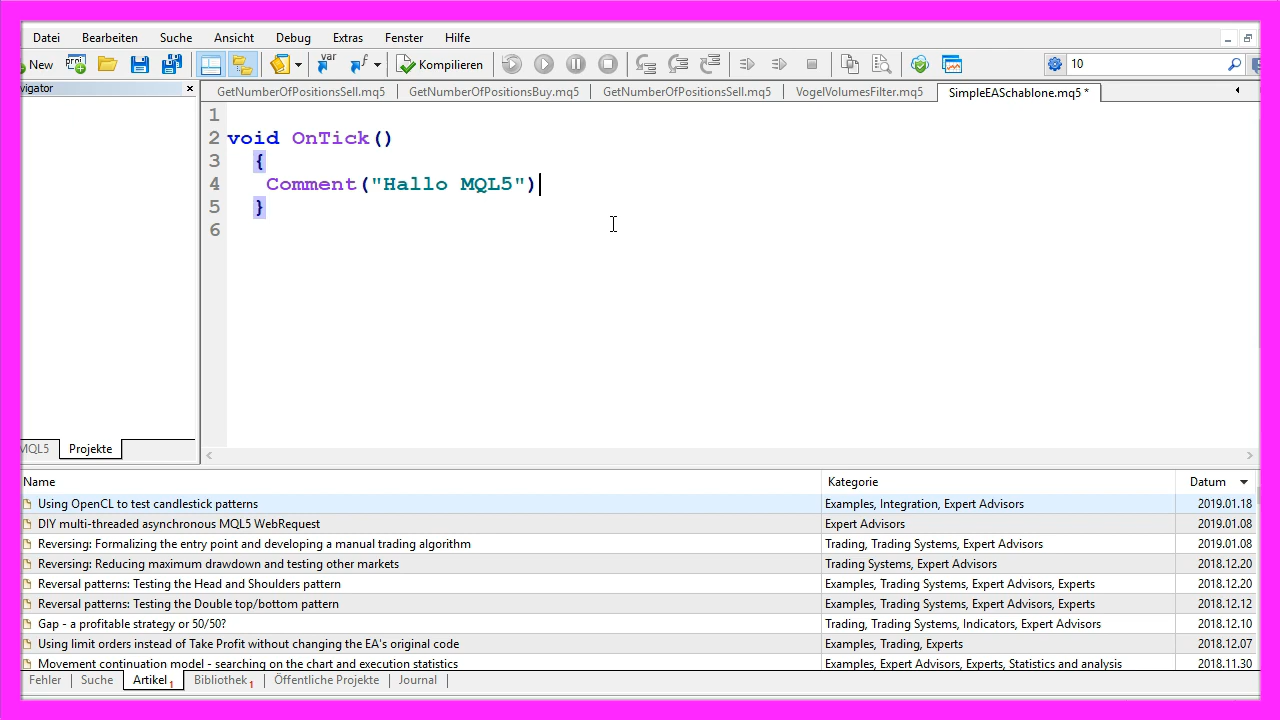 Datei Bearbeiten Suche Ansicht Debug Extras Fenster Hilfe
New var Kompilieren 10
vigator
GetNumberOfPositionsSell.mq5 GetNumberOfPositionsBuy.mq5 GetNumberOfPositionsSell.mq5 VogelVolumesFilter.mq5 SimpleEASchablone.mq5 *
1
2 void OnTick()
3 {
4 Comment("Hallo MQL5")
5 }
6
MQL5 Projekte
Name Kategorie Datum
Using OpenCL to test candlestick patterns Examples, Integration, Expert Advisors 2019.01.18
DIY multi-threaded asynchronous MQL5 WebRequest Expert Advisors 2019.01.08
Reversing: Formalizing the entry point and developing a manual trading algorithm Trading, Trading Systems, Expert Advisors 2019.01.08
Reversing: Reducing maximum drawdown and testing other markets Trading Systems, Expert Advisors 2018.12.20
Reversal patterns: Testing the Head and Shoulders pattern Examples, Trading Systems, Expert Advisors, Experts 2018.12.20
Reversal patterns: Testing the Double top/bottom pattern Examples, Trading Systems, Expert Advisors, Experts 2018.12.12
Gap - a profitable strategy or 50/50? Trading, Trading Systems, Indicators, Expert Advisors 2018.12.10
Using limit orders instead of Take Profit without changing the EA's original code Examples, Trading, Experts 2018.12.07
Movement continuation model - searching on the chart and execution statistics Examples, Expert Advisors, Experts, Statistics and analysis 2018.11.30
Fehler Suche Artikel 1 Bibliothek 1 Öffentliche Projekte Journal